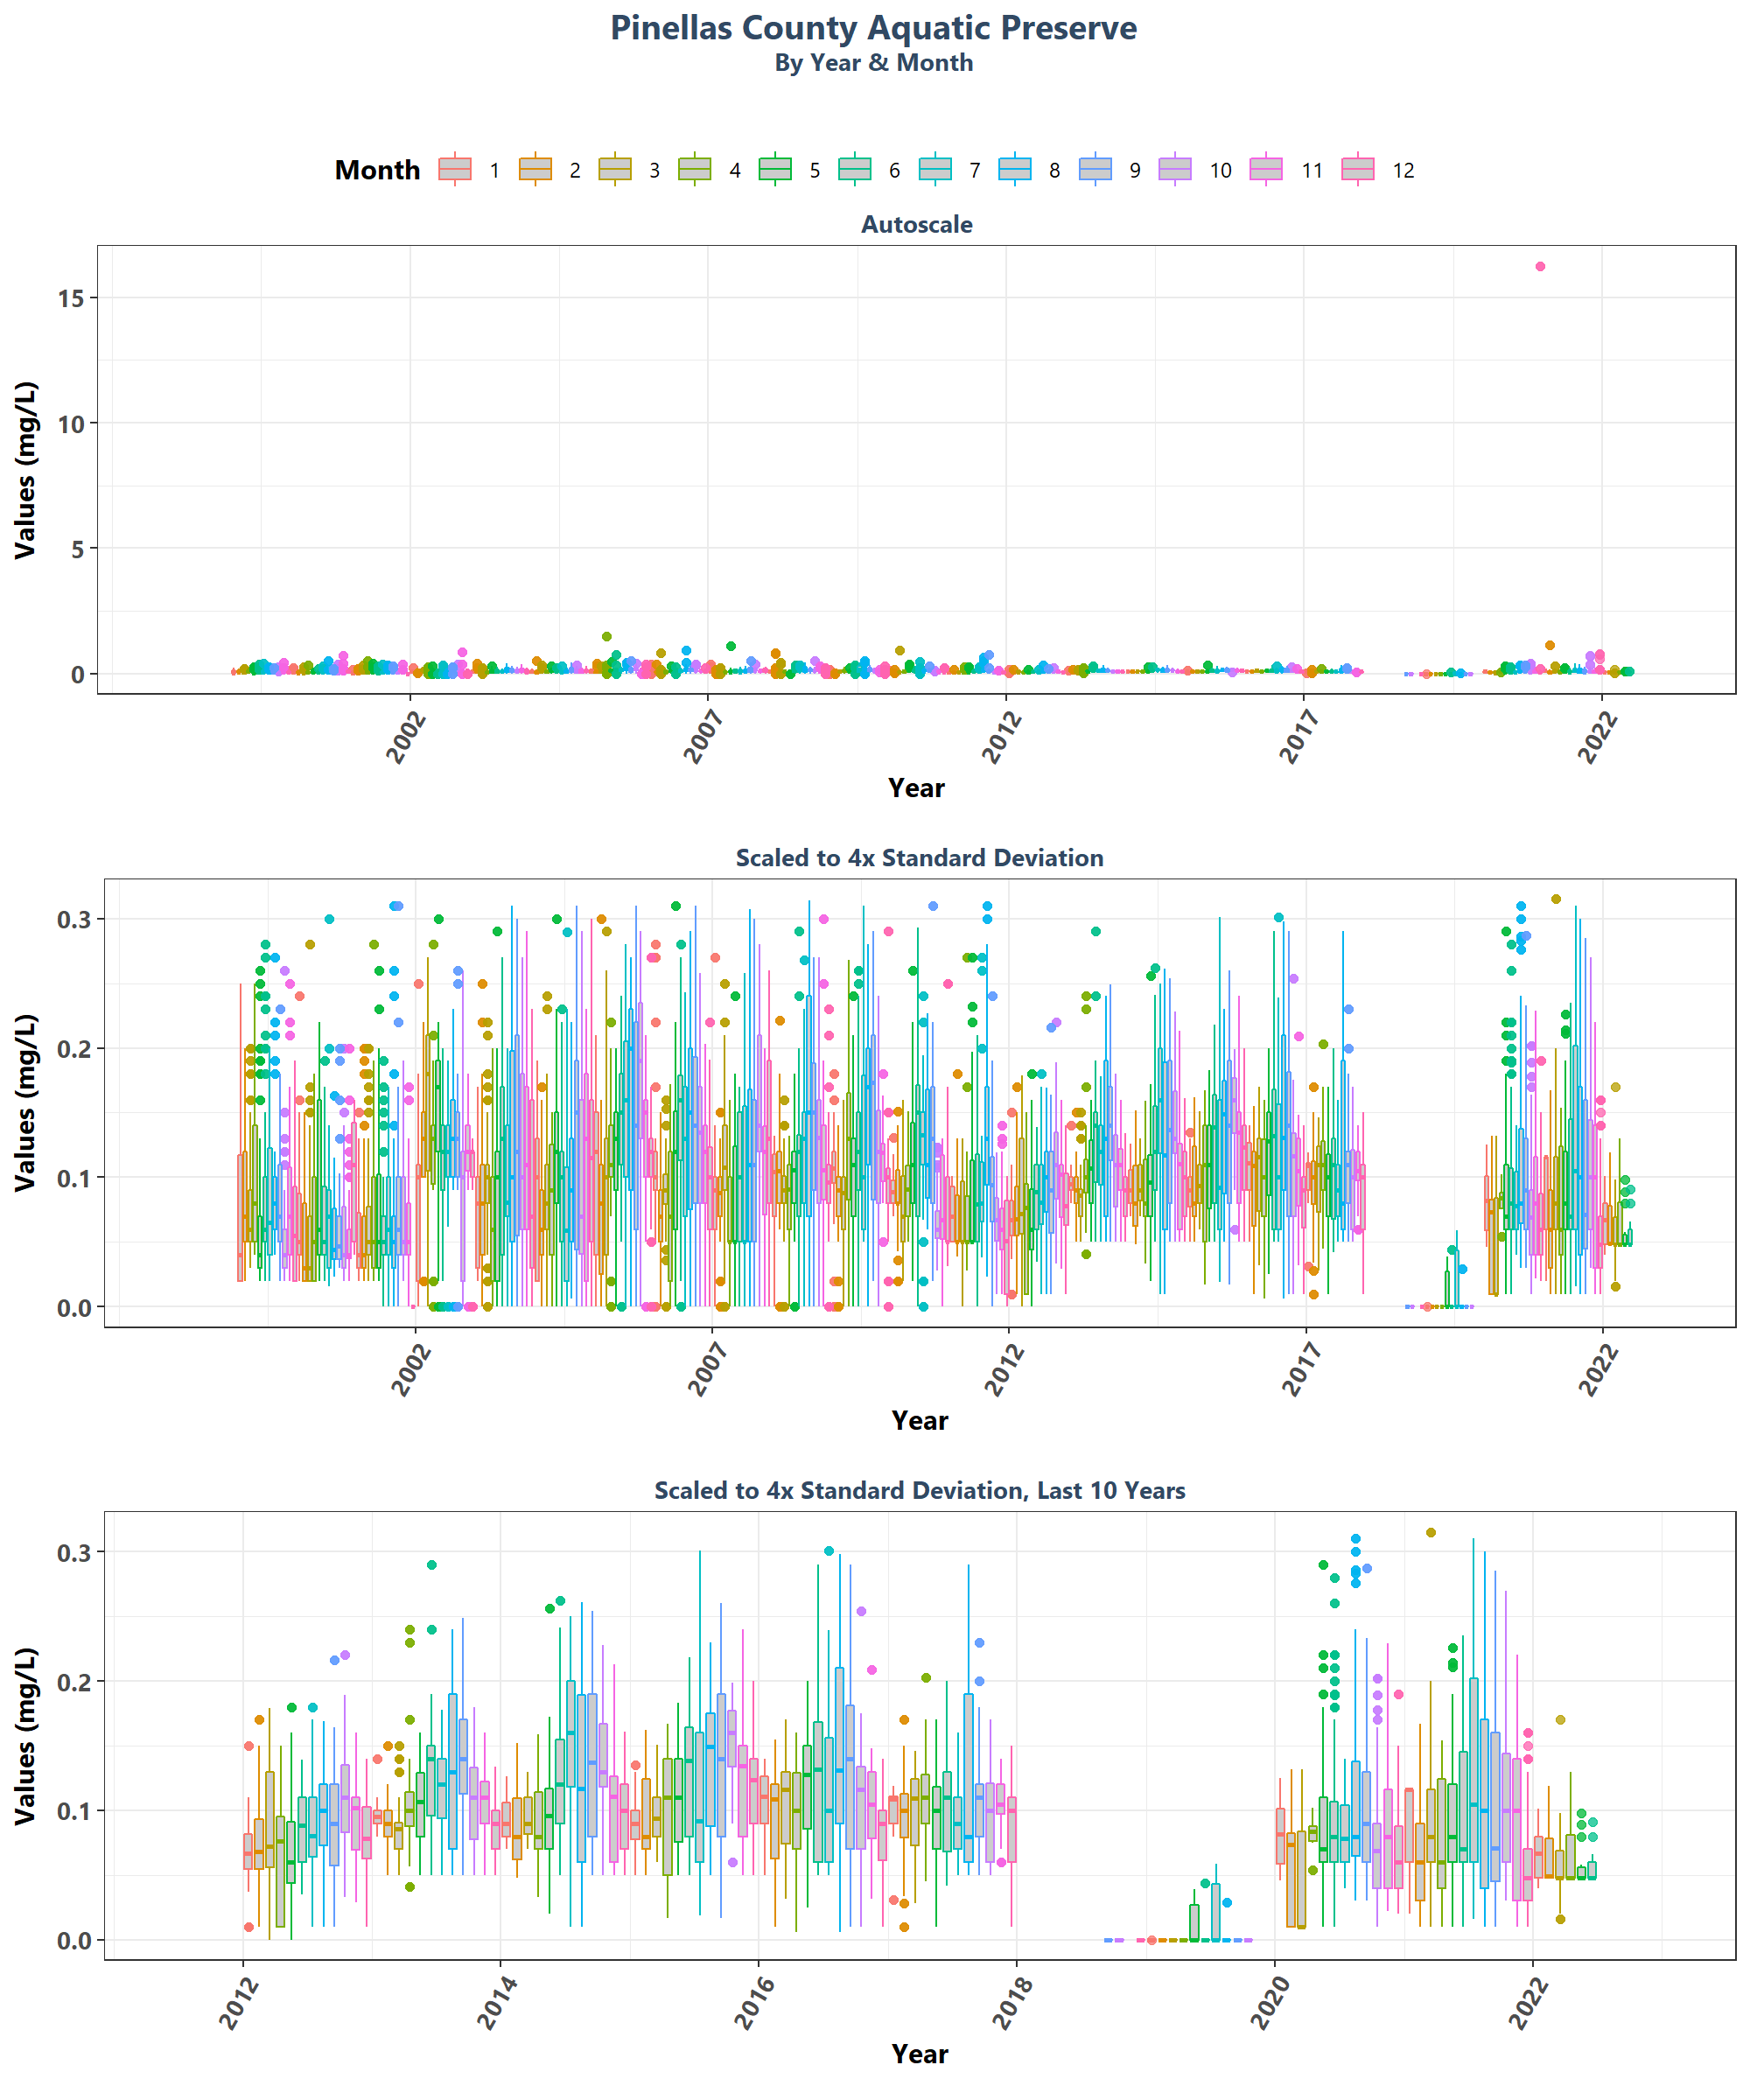 Pinellas County Aquatic Preserve
By Year & Month
Month 1 2 3 4 5 6 7 8 9 10 11 12
Autoscale
Values (mg/L)
15
10
5
0
2002 2007 2012 2017 2022
Year
Scaled to 4x Standard Deviation
Values (mg/L)
0.3
0.2
0.1
0.0
2002 2007 2012 2017 2022
Year
Scaled to 4x Standard Deviation, Last 10 Years
Values (mg/L)
0.3
0.2
0.1
0.0
2012 2014 2016 2018 2020 2022
Year